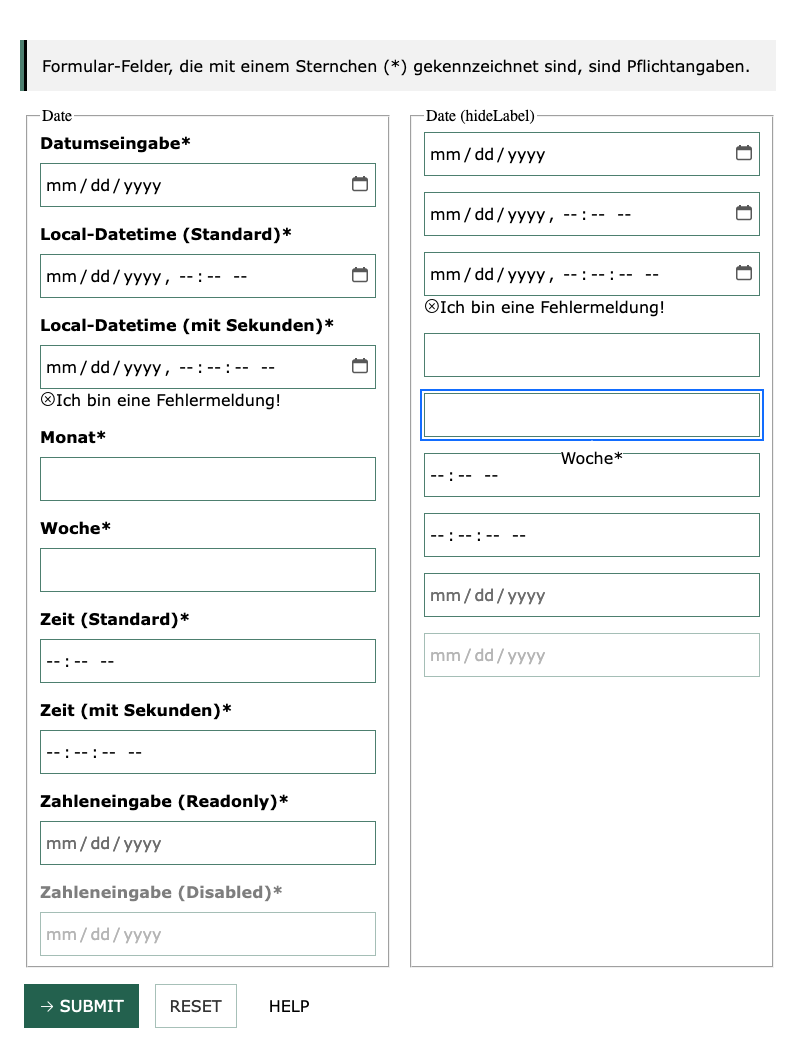 Formular-Felder, die mit einem Sternchen (*) gekennzeichnet sind, sind Pflichtangaben.
Date
Datumseingabe*
mm/dd/yyyy
Local-Datetime (Standard)*
mm/dd/yyyy, --:-- --
Local-Datetime (mit Sekunden)*
mm/dd/yyyy, --:--:-- --
Ich bin eine Fehlermeldung!
Monat*
Woche*
Zeit (Standard)*
--:-- --
Zeit (mit Sekunden)*
--:--:-- --
Zahleneingabe (Readonly)*
mm/dd/yyyy
Zahleneingabe (Disabled)*
mm/dd/yyyy
Date (hideLabel)
mm/dd/yyyy
mm/dd/yyyy, --:-- --
mm/dd/yyyy, --:--:-- --
Ich bin eine Fehlermeldung!
Woche*
--:-- --
--:--:-- --
mm/dd/yyyy
mm/dd/yyyy
→ SUBMIT
RESET
HELP